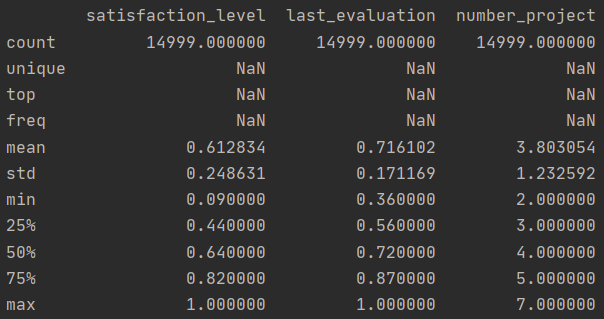 satisfaction_level last_evaluation number_project
count 14999.000000 14999.000000 14999.000000
unique NaN NaN NaN
top NaN NaN NaN
freq NaN NaN NaN
mean 0.612834 0.716102 3.803054
std 0.248631 0.171169 1.232592
min 0.090000 0.360000 2.000000
25% 0.440000 0.560000 3.000000
50% 0.640000 0.720000 4.000000
75% 0.820000 0.870000 5.000000
max 1.000000 1.000000 7.000000